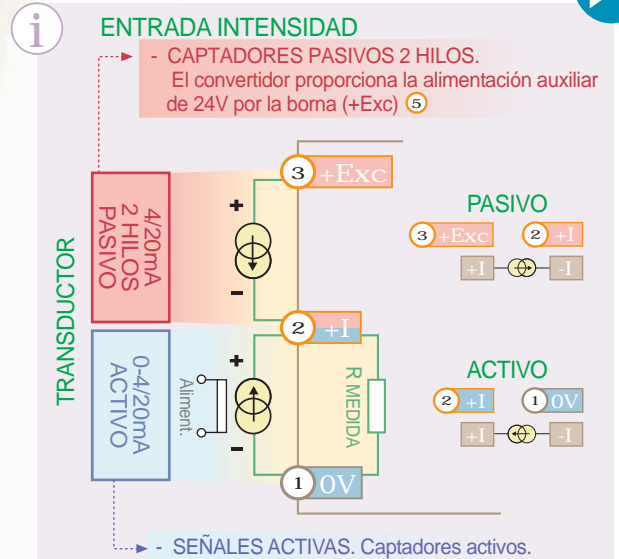 i
ENTRADA INTENSIDAD
- CAPTADORES PASIVOS 2 HILOS.
El convertidor proporciona la alimentación auxiliar
de 24V por la borna (+Exc) 5
TRANSDUCTOR
4/20mA
2 HILOS
PASIVO
+
-
3 +Exc
2 +I
0-4/20mA
ACTIVO
Aliment.
+
-
R MEDIDA
1 0V
PASIVO
3 +Exc 2 +I
+I -I
ACTIVO
2 +I 1 0V
+I -I
- SEÑALES ACTIVAS. Captadores activos.